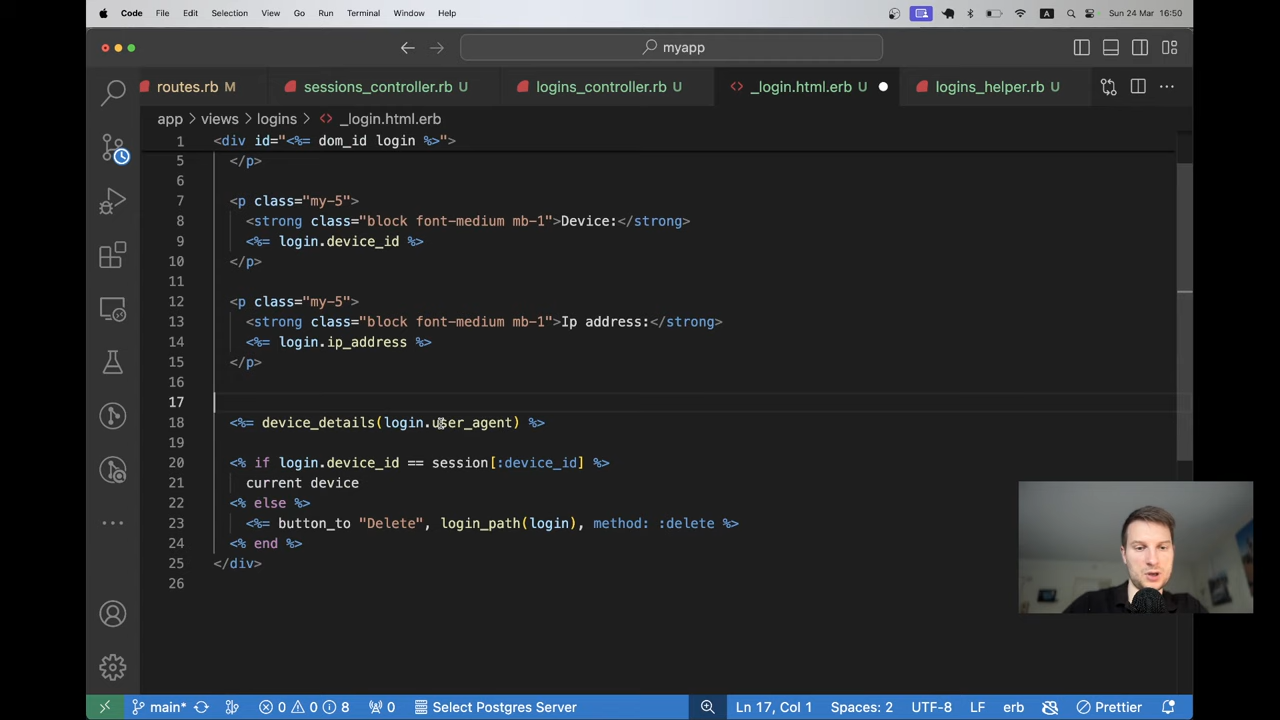 Code File Edit Selection View Go Run Terminal Window Help A Sun 24 Mar 16:50
myapp
routes.rb M sessions_controller.rb U logins_controller.rb U _login.html.erb U logins_helper.rb U
app > views > logins > _login.html.erb
1 <div id="<%= dom_id login %>">
5 </p>
6
7 <p class="my-5">
8 <strong class="block font-medium mb-1">Device:</strong>
9 <%= login.device_id %>
10 </p>
11
12 <p class="my-5">
13 <strong class="block font-medium mb-1">Ip address:</strong>
14 <%= login.ip_address %>
15 </p>
16
17
18 <%= device_details(login.user_agent) %>
19
20 <% if login.device_id == session[:device_id] %>
21 current device
22 <% else %>
23 <%= button_to "Delete", login_path(login), method: :delete %>
24 <% end %>
25 </div>
26
main* 0 0 8 0 Select Postgres Server Ln 17, Col 1 Spaces: 2 UTF-8 LF erb Prettier